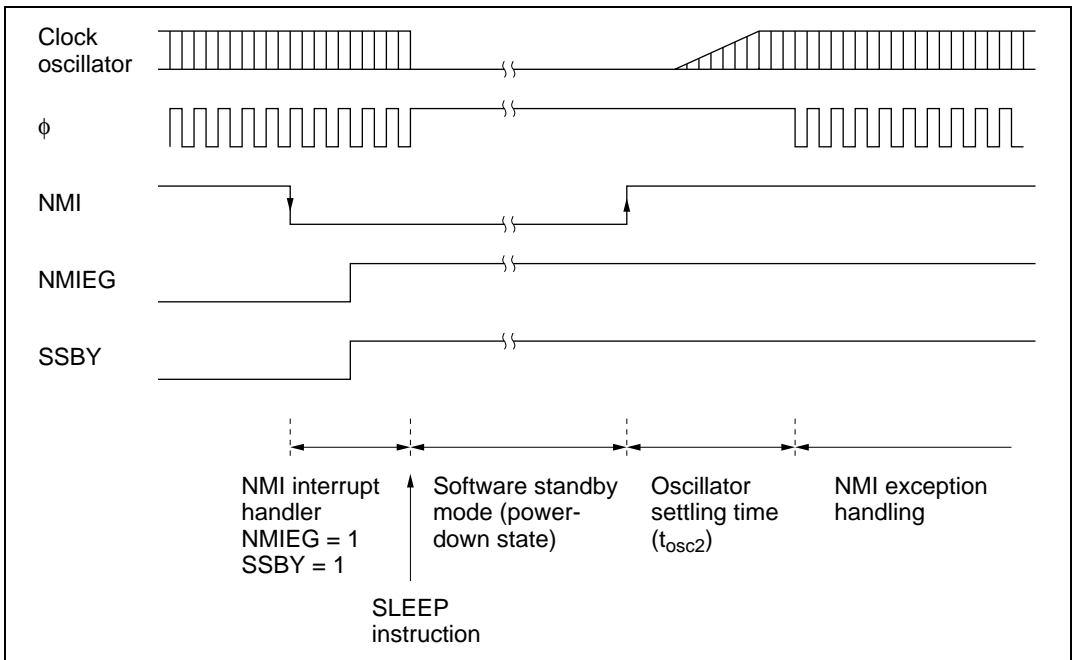 Clock
oscillator
φ
NMI
NMIEG
SSBY
NMI interrupt
handler
NMIEG = 1
SSBY = 1
Software standby
mode (power-
down state)
Oscillator
settling time
(tosc2)
NMI exception
handling
SLEEP
instruction